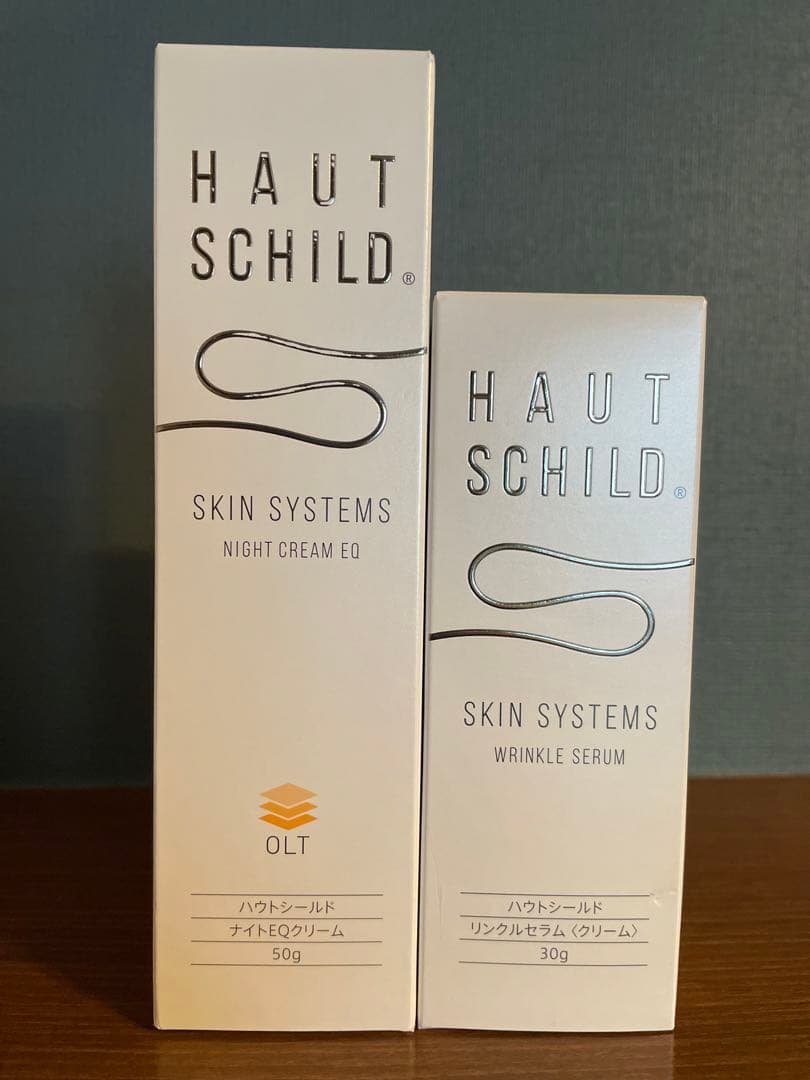 HAUT
SCHILD®
SKIN SYSTEMS
NIGHT CREAM EQ
OLT
ハウトシールド
ナイトEQクリーム
50g
HAUT
SCHILD®
SKIN SYSTEMS
WRINKLE SERUM
ハウトシールド
リンクルセラム〈クリーム〉
30g